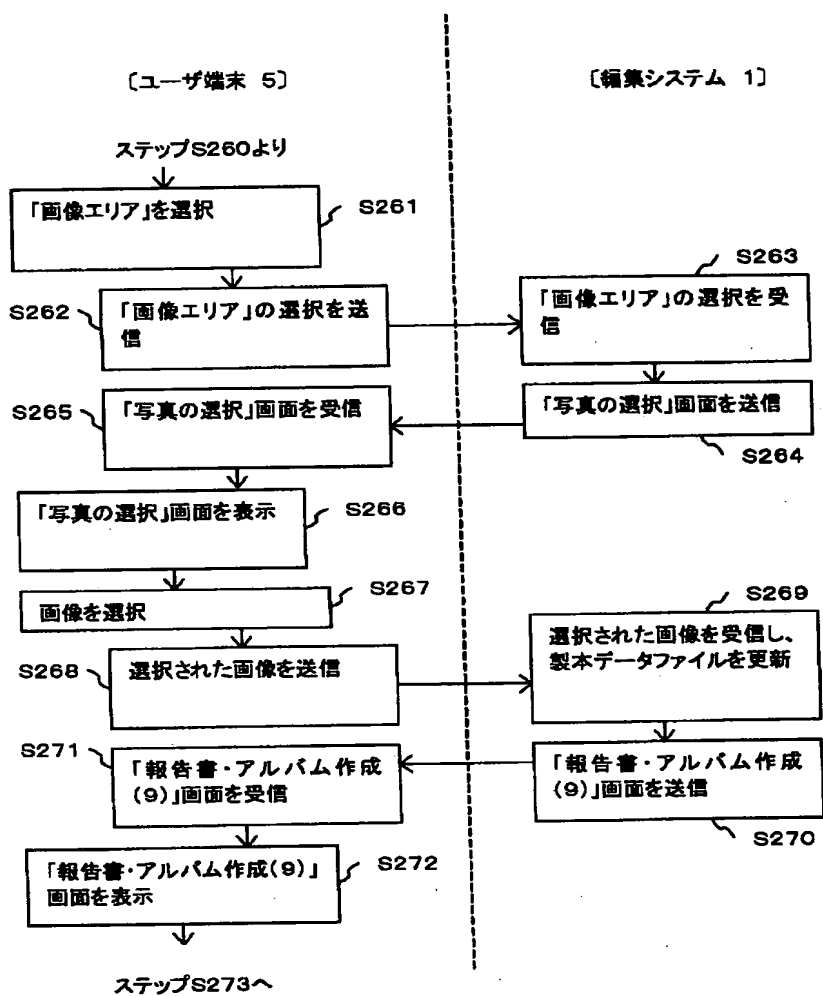 〔ユーザ端末 5〕
〔編集システム 1〕
ステップS260より
「画像エリア」を選択
S261
S262
「画像エリア」の選択を送
信
S263
「画像エリア」の選択を受
信
S265
「写真の選択」画面を受信
「写真の選択」画面を送信
S264
「写真の選択」画面を表示
S266
画像を選択
S267
S268
選択された画像を送信
S269
選択された画像を受信し、
製本データファイルを更新
S271
「報告書・アルバム作成
(9)」画面を受信
「報告書・アルバム作成
(9)」画面を送信
S270
「報告書・アルバム作成(9)」
画面を表示
S272
ステップS273へ